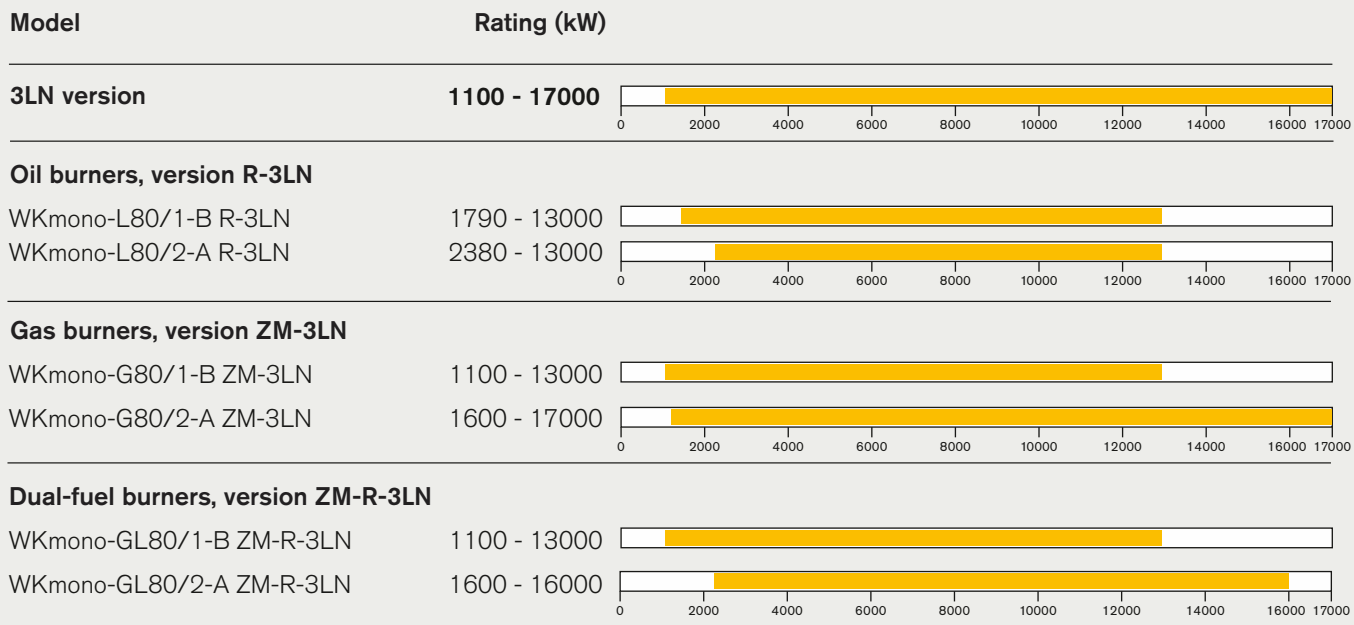 Model Rating (kW)
3LN version 1100 - 17000
0 2000 4000 6000 8000 10000 12000 14000 16000 17000
Oil burners, version R-3LN
WKmono-L80/1-B R-3LN 1790 - 13000
WKmono-L80/2-A R-3LN 2380 - 13000
0 2000 4000 6000 8000 10000 12000 14000 16000 17000
Gas burners, version ZM-3LN
WKmono-G80/1-B ZM-3LN 1100 - 13000
WKmono-G80/2-A ZM-3LN 1600 - 17000
0 2000 4000 6000 8000 10000 12000 14000 16000 17000
Dual-fuel burners, version ZM-R-3LN
WKmono-GL80/1-B ZM-R-3LN 1100 - 13000
WKmono-GL80/2-A ZM-R-3LN 1600 - 16000
0 2000 4000 6000 8000 10000 12000 14000 16000 17000